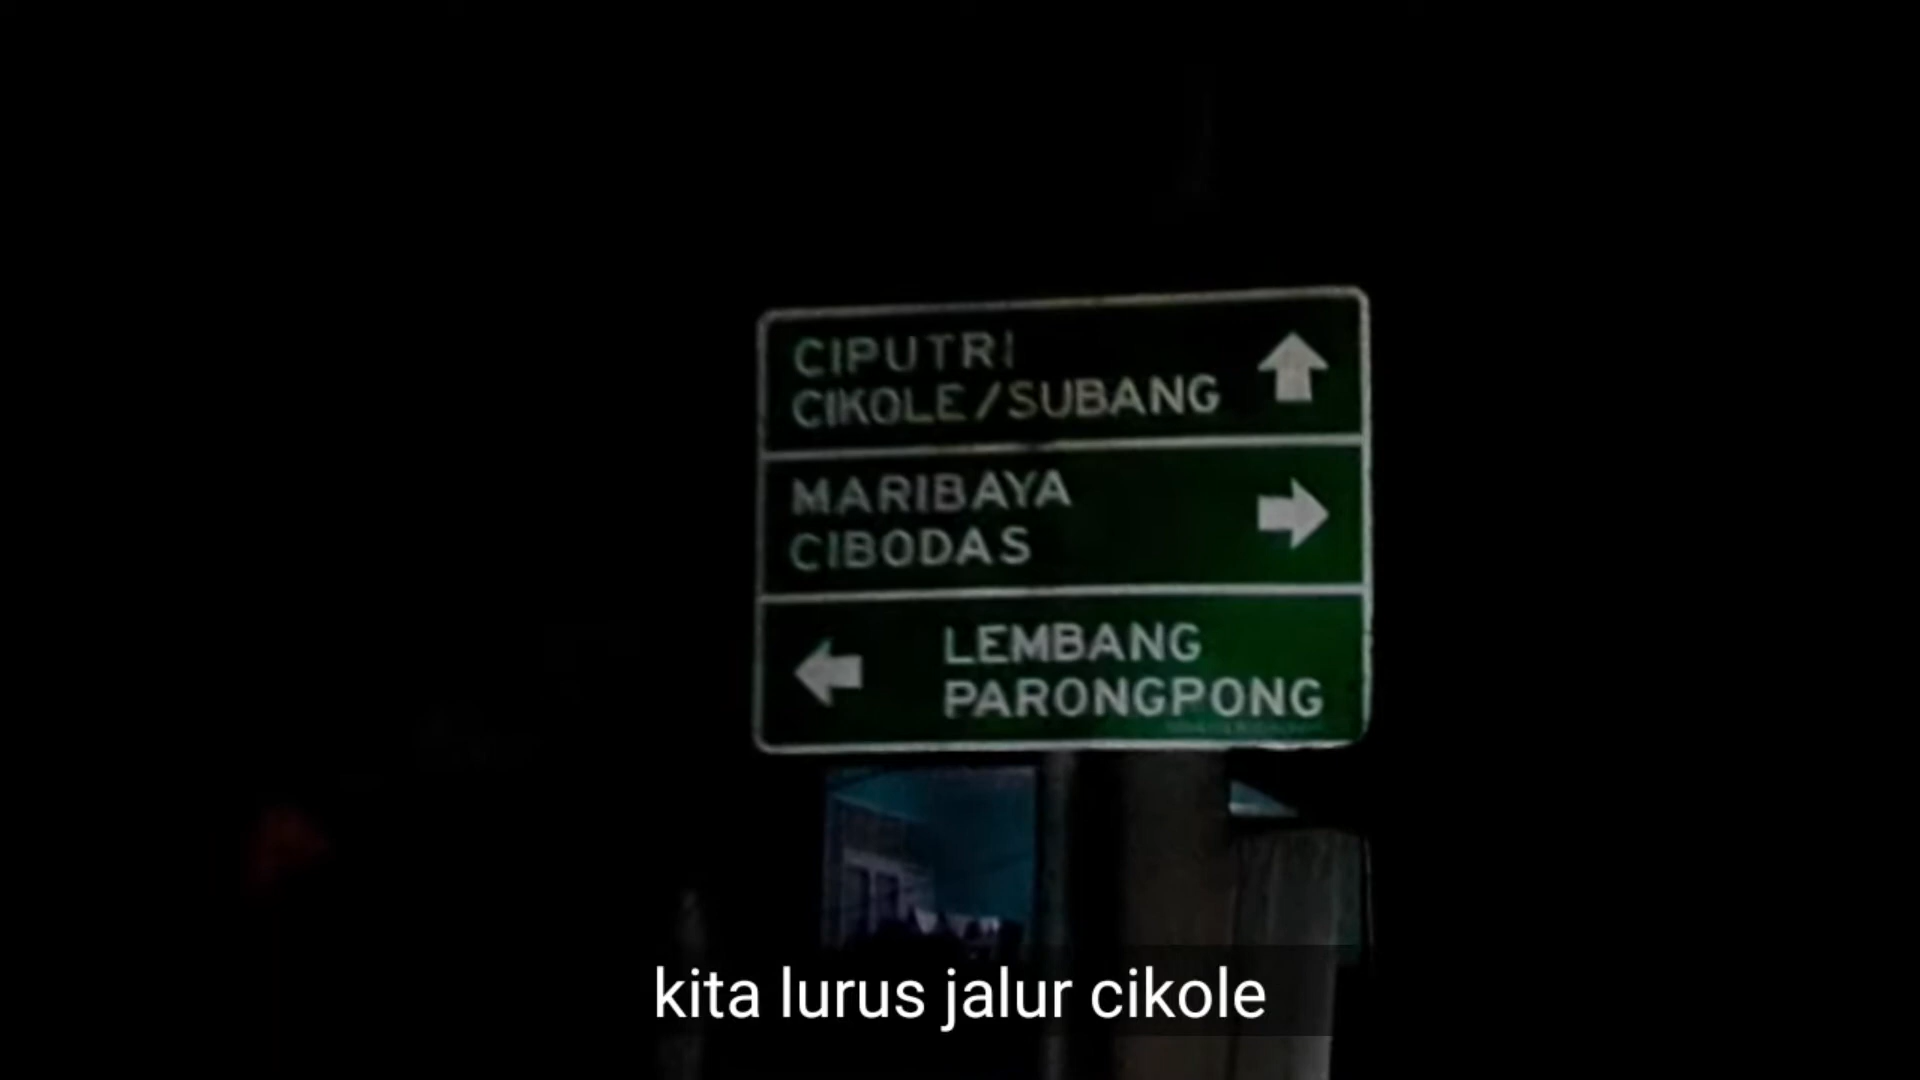 CIPUTRI
CIKOLE/SUBANG
MARIBAYA
CIBODAS
LEMBANG
PARONGPONG
kita lurus jalur cikole